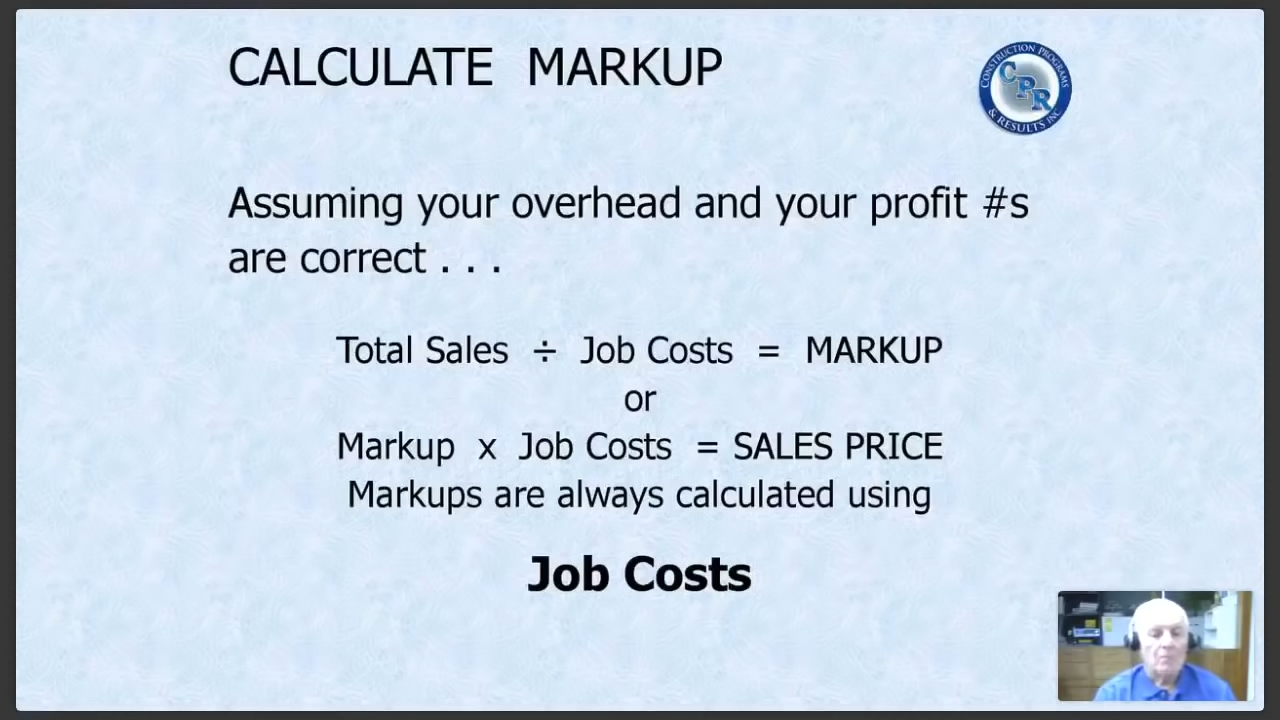 CALCULATE MARKUP
CONSTRUCTION PROGRAMS
CPR
& RESULTS INC
Assuming your overhead and your profit #s
are correct . . .
Total Sales ÷ Job Costs = MARKUP
or
Markup x Job Costs = SALES PRICE
Markups are always calculated using
Job Costs